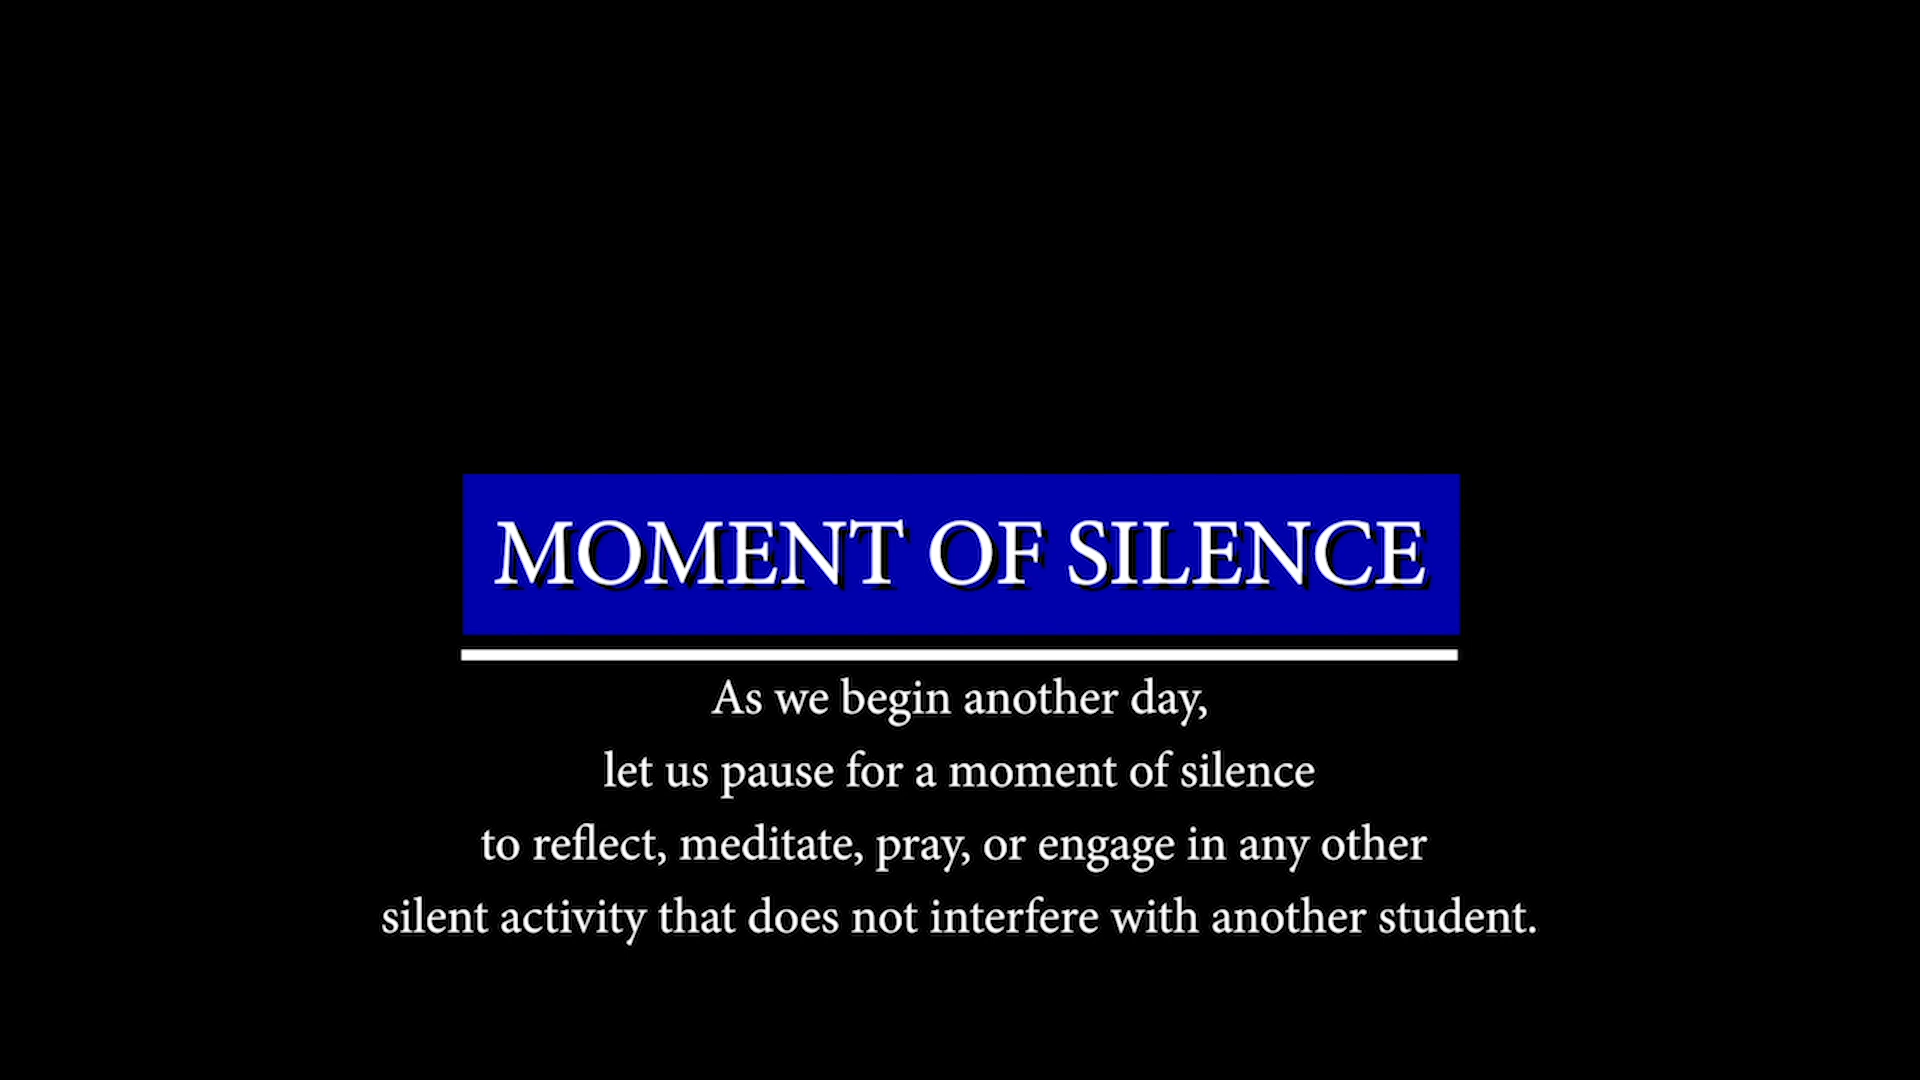 MOMENT OF SILENCE
As we begin another day,
let us pause for a moment of silence
to reflect, meditate, pray, or engage in any other
silent activity that does not interfere with another student.